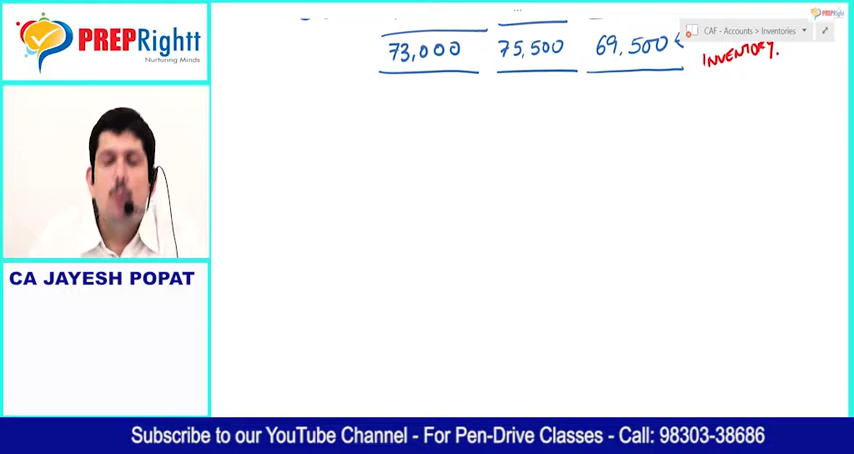 PREPRightt
Nurturing Minds
CAF - Accounts > Inventories
73,000 75,500 69,500
INVENTORY.
CA JAYESH POPAT
Subscribe to our YouTube Channel - For Pen-Drive Classes - Call: 98303-38686